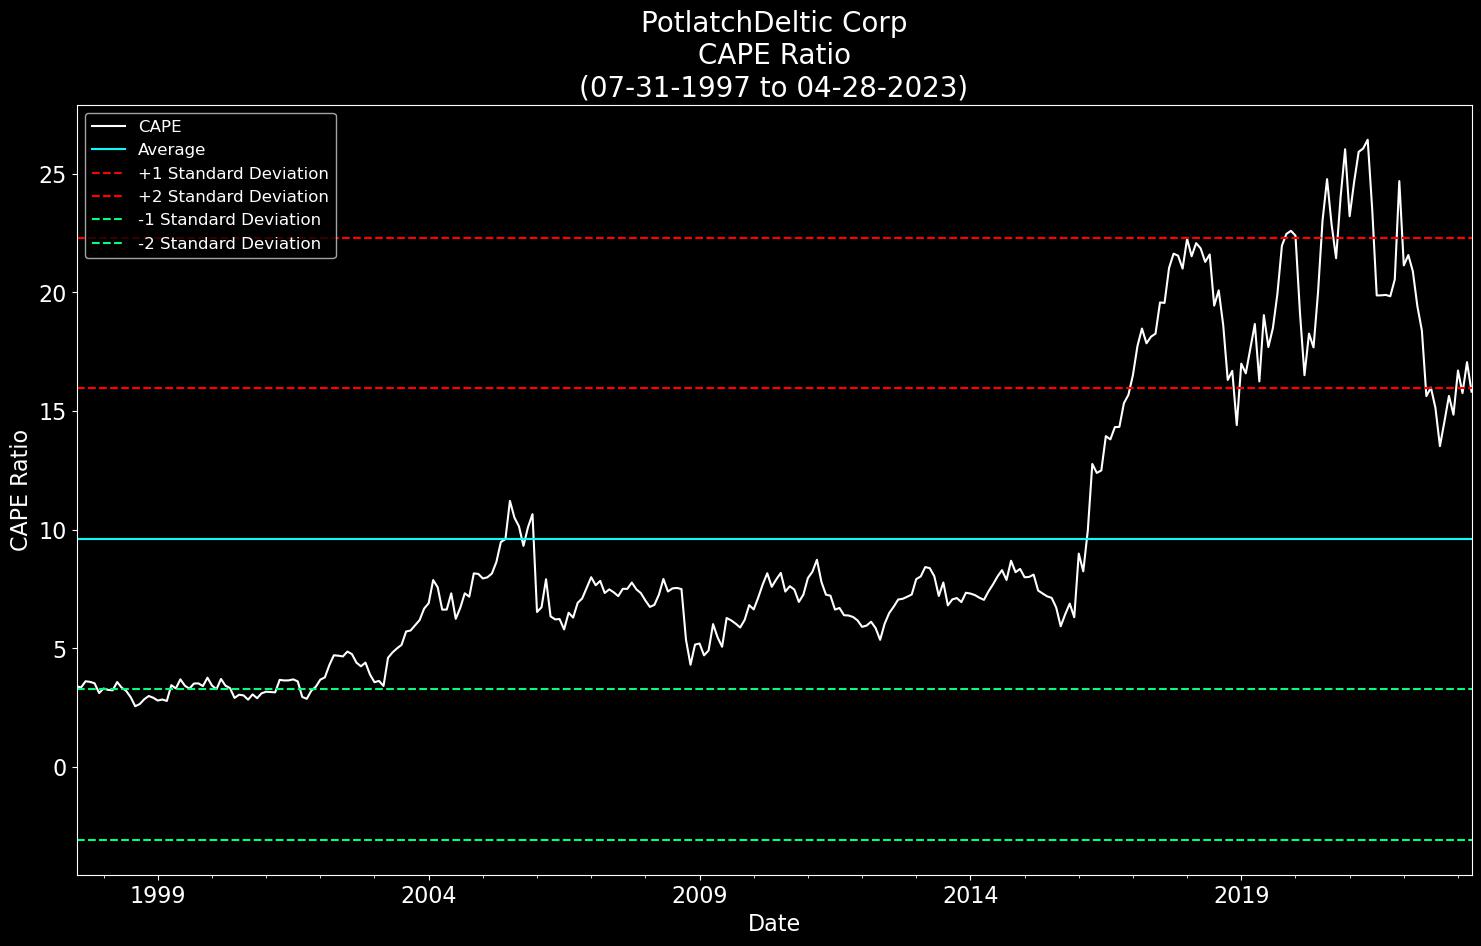 PotlatchDeltic Corp
CAPE Ratio
(07-31-1997 to 04-28-2023)
CAPE
Average
+1 Standard Deviation
+2 Standard Deviation
-1 Standard Deviation
-2 Standard Deviation
25
20
15
10
5
0
CAPE Ratio
1999 2004 2009 2014 2019
Date